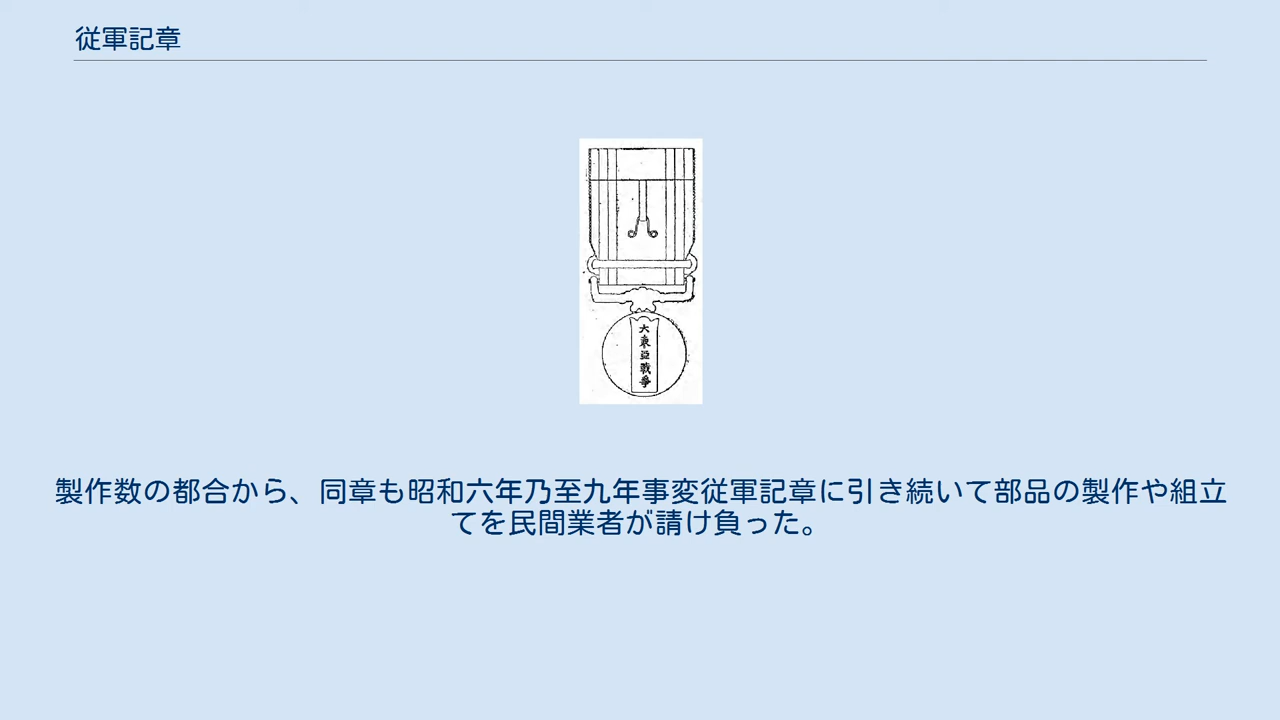 従軍記章
大東亞戰爭
製作数の都合から、同章も昭和六年乃至九年事変従軍記章に引き続いて部品の製作や組立
てを民間業者が請け負った。